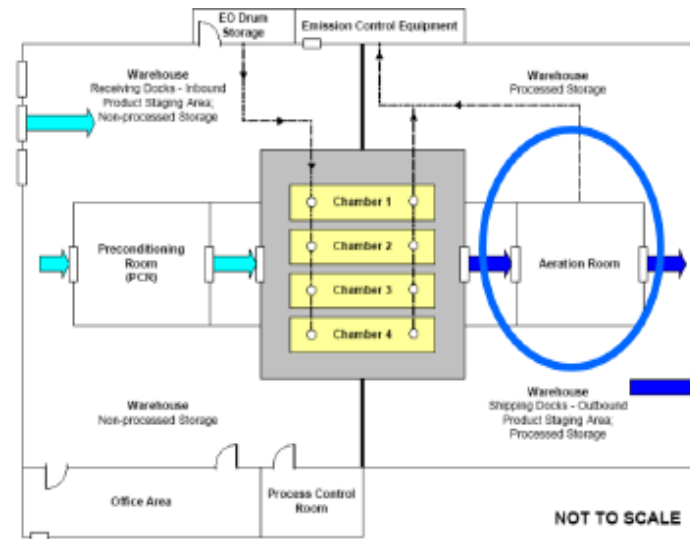 EO Drum
Storage
Emission Control Equipment
Warehouse
Receiving Docks - Inbound
Product Staging Area;
Non-processed Storage
Warehouse
Processed Storage
Chamber 1
Chamber 2
Chamber 3
Chamber 4
Preconditioning
Room
(PCR)
Aeration Room
Warehouse
Non-processed Storage
Warehouse
Shipping Docks - Outbound
Product Staging Area;
Processed Storage
Office Area
Process Control
Room
NOT TO SCALE